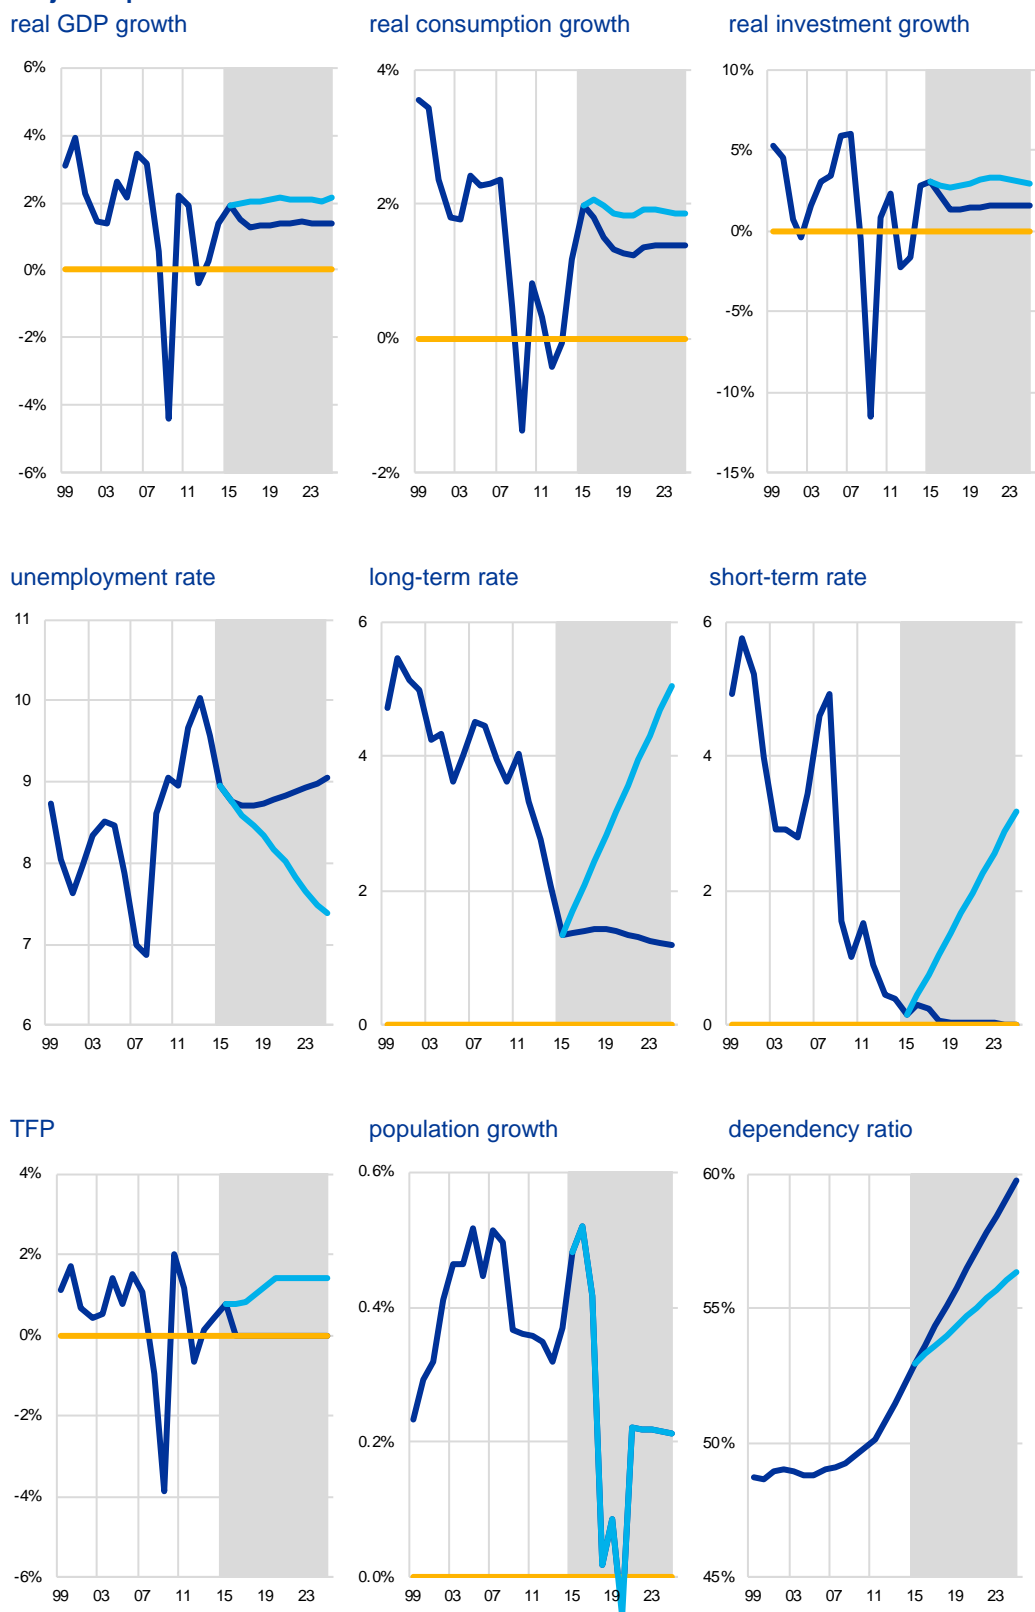 real GDP growth
real consumption growth
real investment growth
6%
4%
2%
0%
-2%
-4%
-6%
99 03 07 11 15 19 23
4%
2%
0%
-2%
99 03 07 11 15 19 23
10%
5%
0%
-5%
-10%
-15%
99 03 07 11 15 19 23
unemployment rate
long-term rate
short-term rate
11
10
9
8
7
6
99 03 07 11 15 19 23
6
4
2
0
99 03 07 11 15 19 23
6
4
2
0
99 03 07 11 15 19 23
TFP
population growth
dependency ratio
4%
2%
0%
-2%
-4%
-6%
99 03 07 11 15 19 23
0.6%
0.4%
0.2%
0.0%
99 03 07 11 15 19 23
60%
55%
50%
45%
99 03 07 11 15 19 23